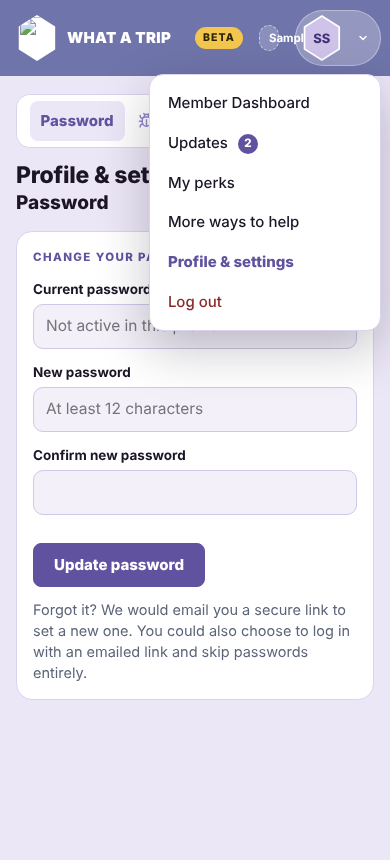 WHAT A TRIP
BETA
SS
Member Dashboard
Updates 2
My perks
More ways to help
Profile & settings
Log out
Password
Profile & set
Password
CHANGE YOUR
Current password
Not active in
New password
At least 12 characters
Confirm new password
Update password
Forgot it? We would email you a secure link to
set a new one. You could also choose to log in
with an emailed link and skip passwords
entirely.